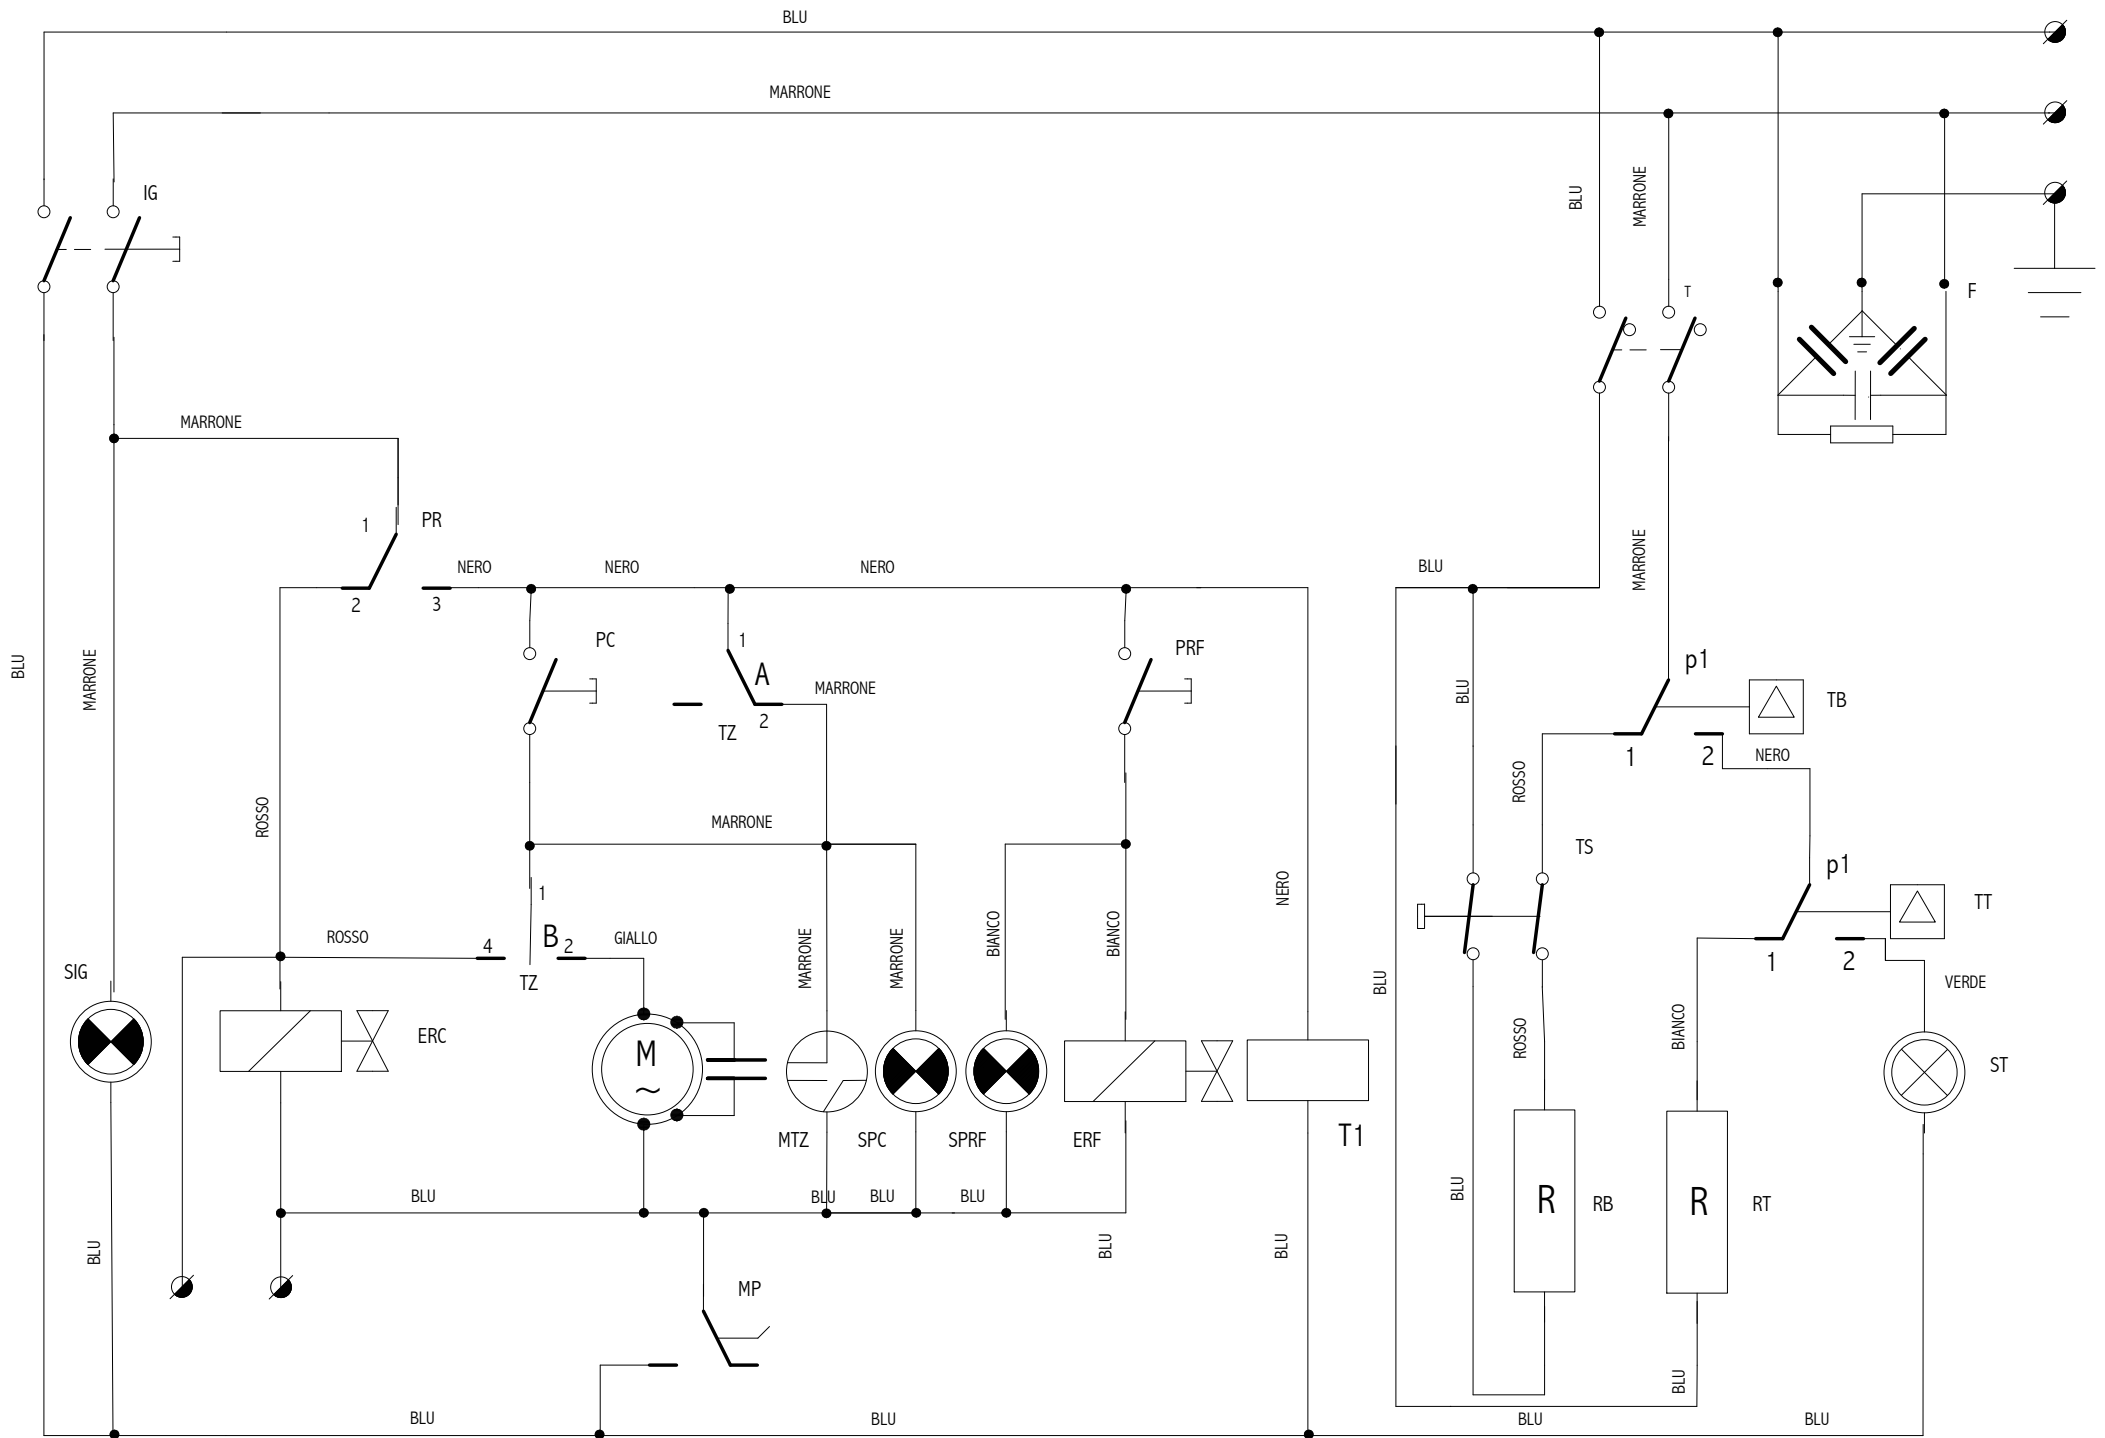 BLU
MARRONE
IG
BLU
MARRONE
T
F
MARRONE
1
PR
NERO
NERO
NERO
BLU
MARRONE
2
3
PC
1
PRF
BLU
MARRONE
A
MARRONE
p1
BLU
TB
TZ
2
1
2
NERO
ROSSO
ROSSO
MARRONE
TS
p1
1
NERO
TT
ROSSO
4
B
2
GIALLO
BIANCO
BIANCO
MARRONE
MARRONE
SIG
TZ
1
2
VERDE
BLU
ERC
M
~
ROSSO
BIANCO
ST
MTZ
SPC
SPRF
ERF
T1
BLU
BLU
BLU
BLU
BLU
R
RB
R
RT
BLU
BLU
BLU
MP
BLU
BLU
BLU
BLU
BLU